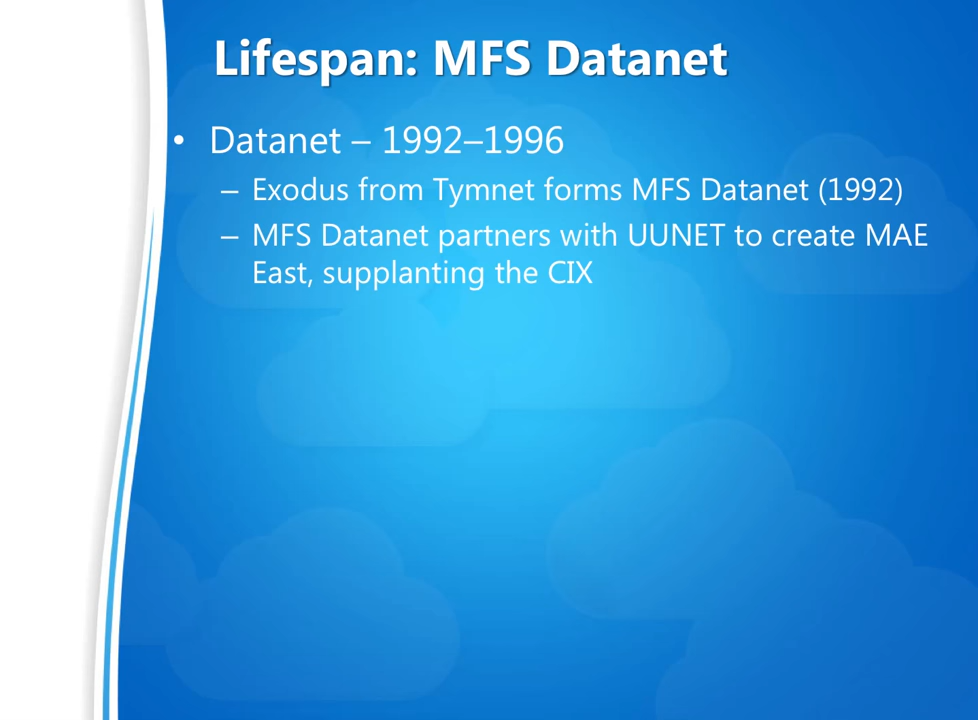 Lifespan: MFS Datanet
• Datanet – 1992–1996
– Exodus from Tymnet forms MFS Datanet (1992)
– MFS Datanet partners with UUNET to create MAE
East, supplanting the CIX